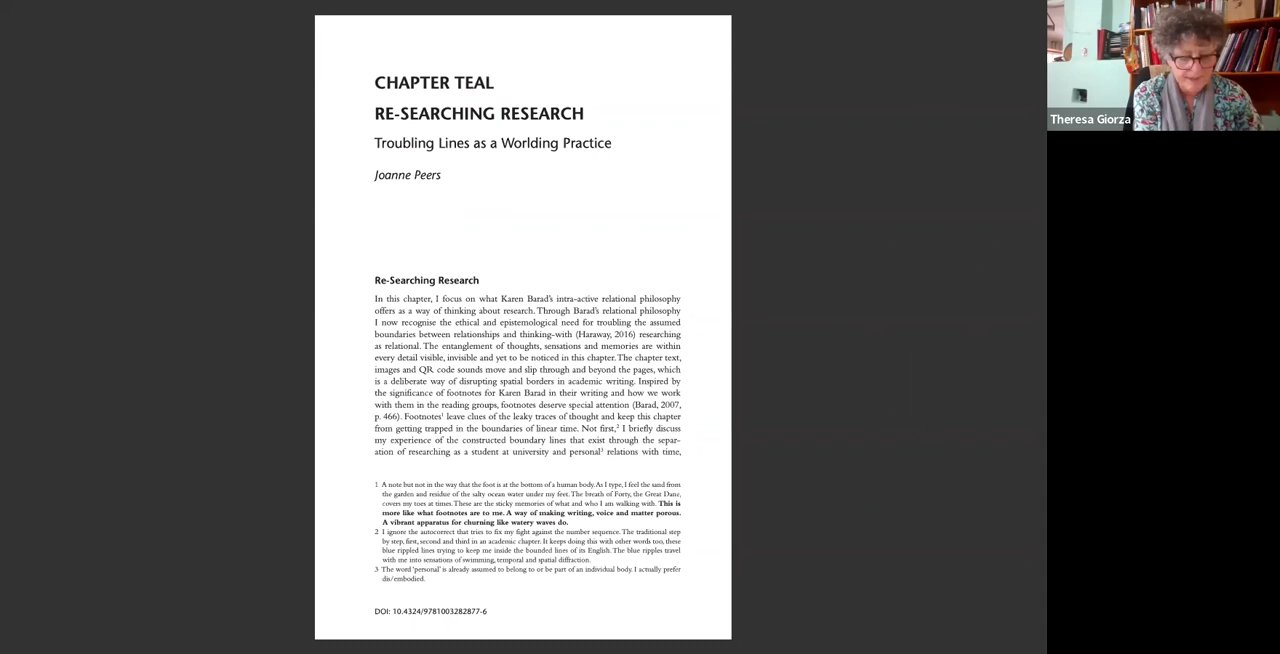 CHAPTER TEAL
RE-SEARCHING RESEARCH
Troubling Lines as a Worlding Practice
Joanne Peers
Re-Searching Research
In this chapter, I focus on what Karen Barad's intra-active relational philosophy
offers as a way of thinking about research. Through Barad's relational philosophy
I now recognise the ethical and epistemological need for troubling the assumed
boundaries between relationships and thinking-with (Haraway, 2016) researching
as relational. The entanglement of thoughts, sensations and memories are within
every detail visible, invisible and yet to be noticed in this chapter. The chapter text,
images and QR code sounds move and slip through and beyond the pages, which
is a deliberate way of disrupting spatial borders in academic writing. Inspired by
the significance of footnotes for Karen Barad in their writing and how we work
with them in the reading groups, footnotes deserve special attention (Barad, 2007,
p. 466). Footnotes¹ leave clues of the leaky traces of thought and keep this chapter
from getting trapped in the boundaries of linear time. Not first,² I briefly discuss
my experience of the constructed boundary lines that exist through the separ-
ation of researching as a student at university and personal³ relations with time,
1 A note but not in the way that the foot is at the bottom of a human body. As I type, I feel the sand from
the garden and residue of the salty ocean water under my feet. The breath of Forty, the Great Dane,
covers my toes at times. These are the sticky memories of what and who I am walking with. This is
more like what footnotes are to me. A way of making writing, voice and matter porous.
A vibrant apparatus for churning like watery waves do.
2 I ignore the autocorrect that tries to fix my fight against the number sequence. The traditional step
by step, first, second and third in an academic chapter. It keeps doing this with other words too, these
blue rippled lines trying to keep me inside the bounded lines of its English. The blue ripples travel
with me into sensations of swimming, temporal and spatial diffraction.
3 The word 'personal' is already assumed to belong to or be part of an individual body. I actually prefer
dis/embodied.
DOI: 10.4324/9781003282877-6
Theresa Giorza